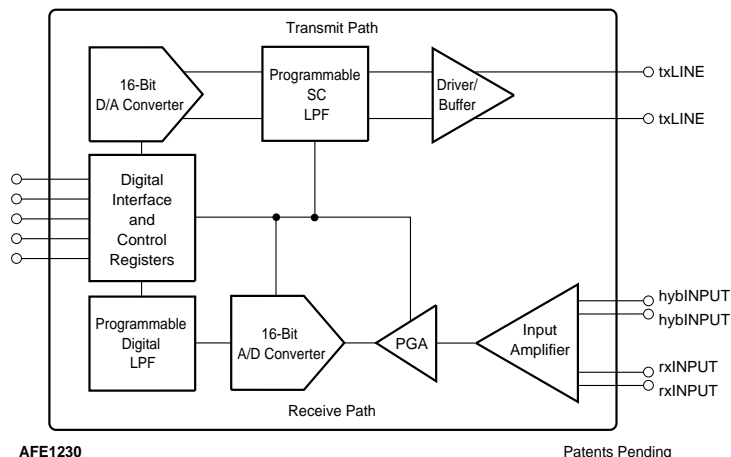 Transmit Path
16-Bit
D/A Converter
Programmable
SC
LPF
Driver/
Buffer
txLINE
txLINE
Digital
Interface
and
Control
Registers
Programmable
Digital
LPF
16-Bit
A/D Converter
PGA
Input
Amplifier
hybINPUT
hybINPUT
rxINPUT
rxINPUT
Receive Path
AFE1230
Patents Pending